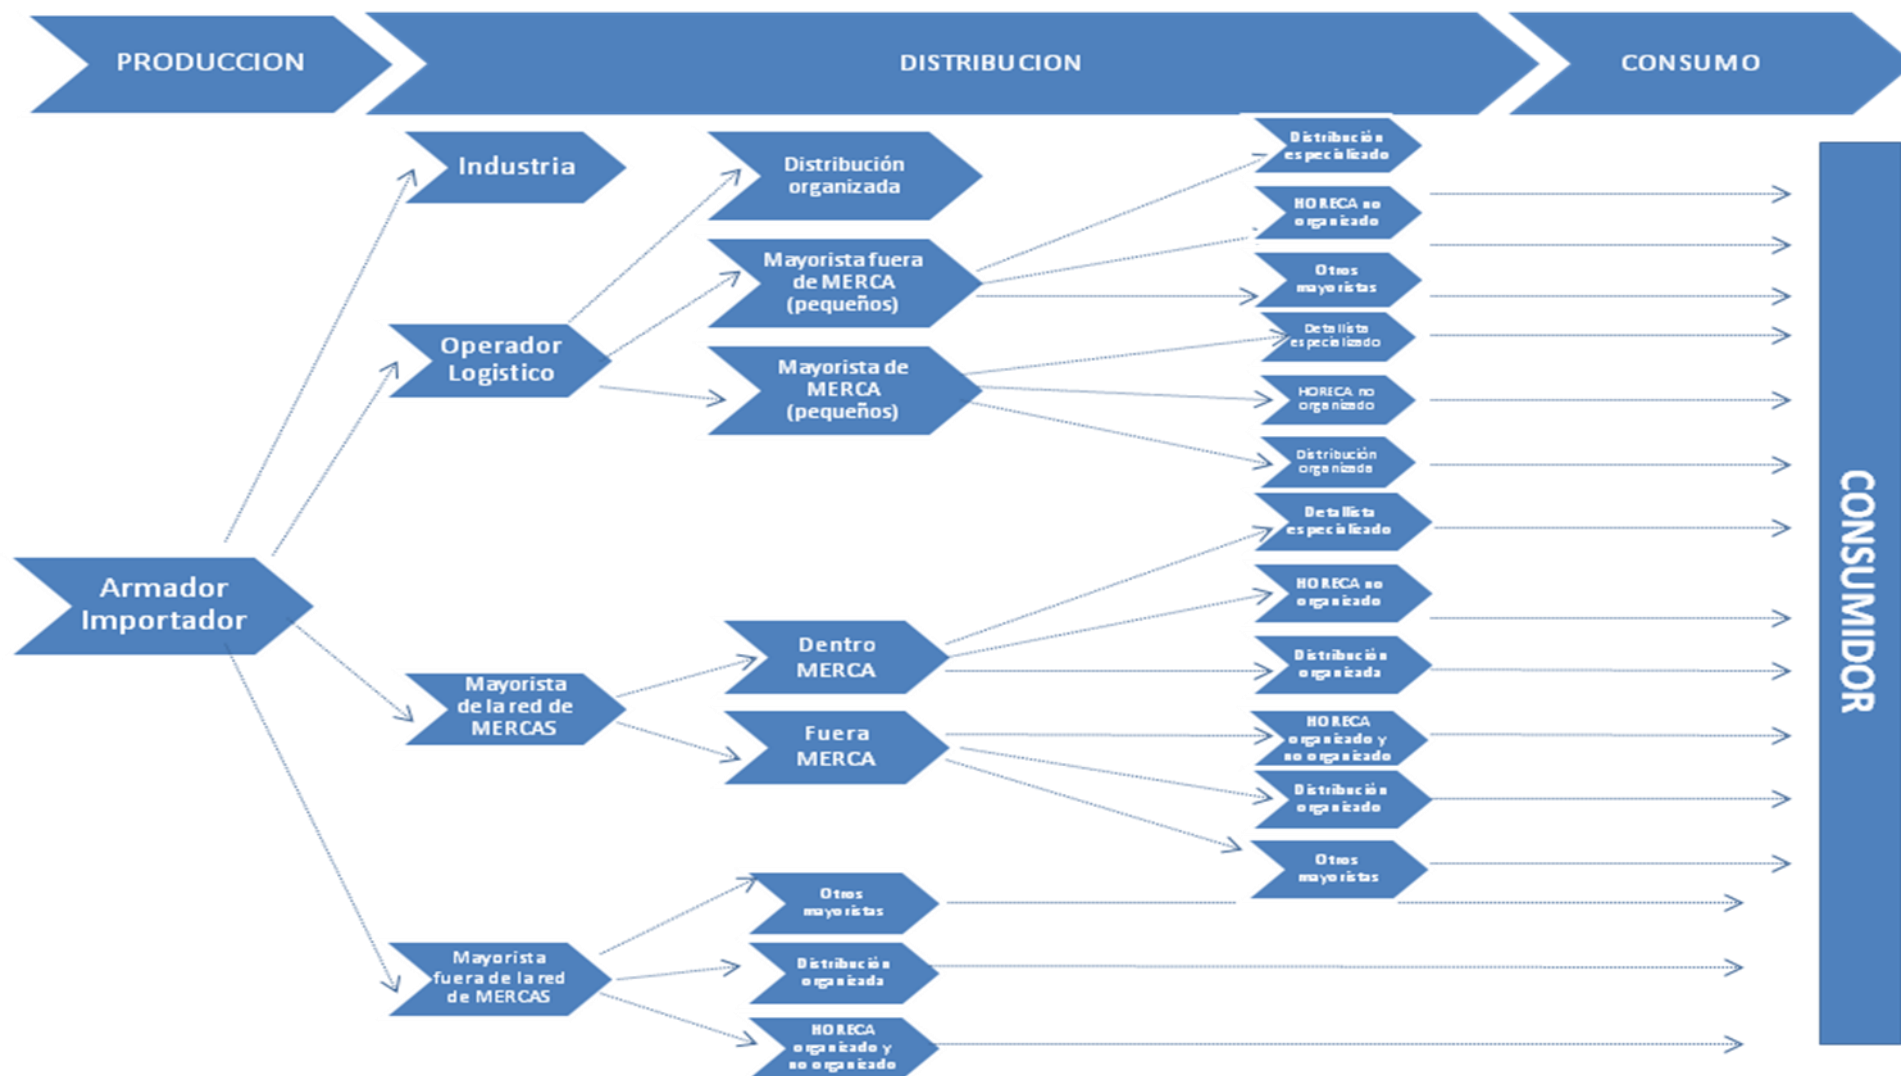 PRODUCCION
DISTRIBUCION
CONSUMO
Industria
Distribución
organizada
Distribución
especializado
HORECA no
organizado
Mayorista fuera
de MERCA
(pequeños)
Otros
mayoristas
Operador
Logistico
Detallista
especializado
Mayorista de
MERCA
(pequeños)
HORECA no
organizado
Distribución
organizada
Detallista
especializado
Armador
Importador
HORECA no
organizado
Dentro
MERCA
Distribución
organizada
Mayorista
de la red de
MERCAS
Fuera
MERCA
HORECA
organizado y
no organizado
Distribución
organizado
Otros
mayoristas
Otros
mayoristas
Mayorista
fuera de la red
de MERCAS
Distribución
organizada
HORECA
organizado y
no organizado
CONSUMIDOR